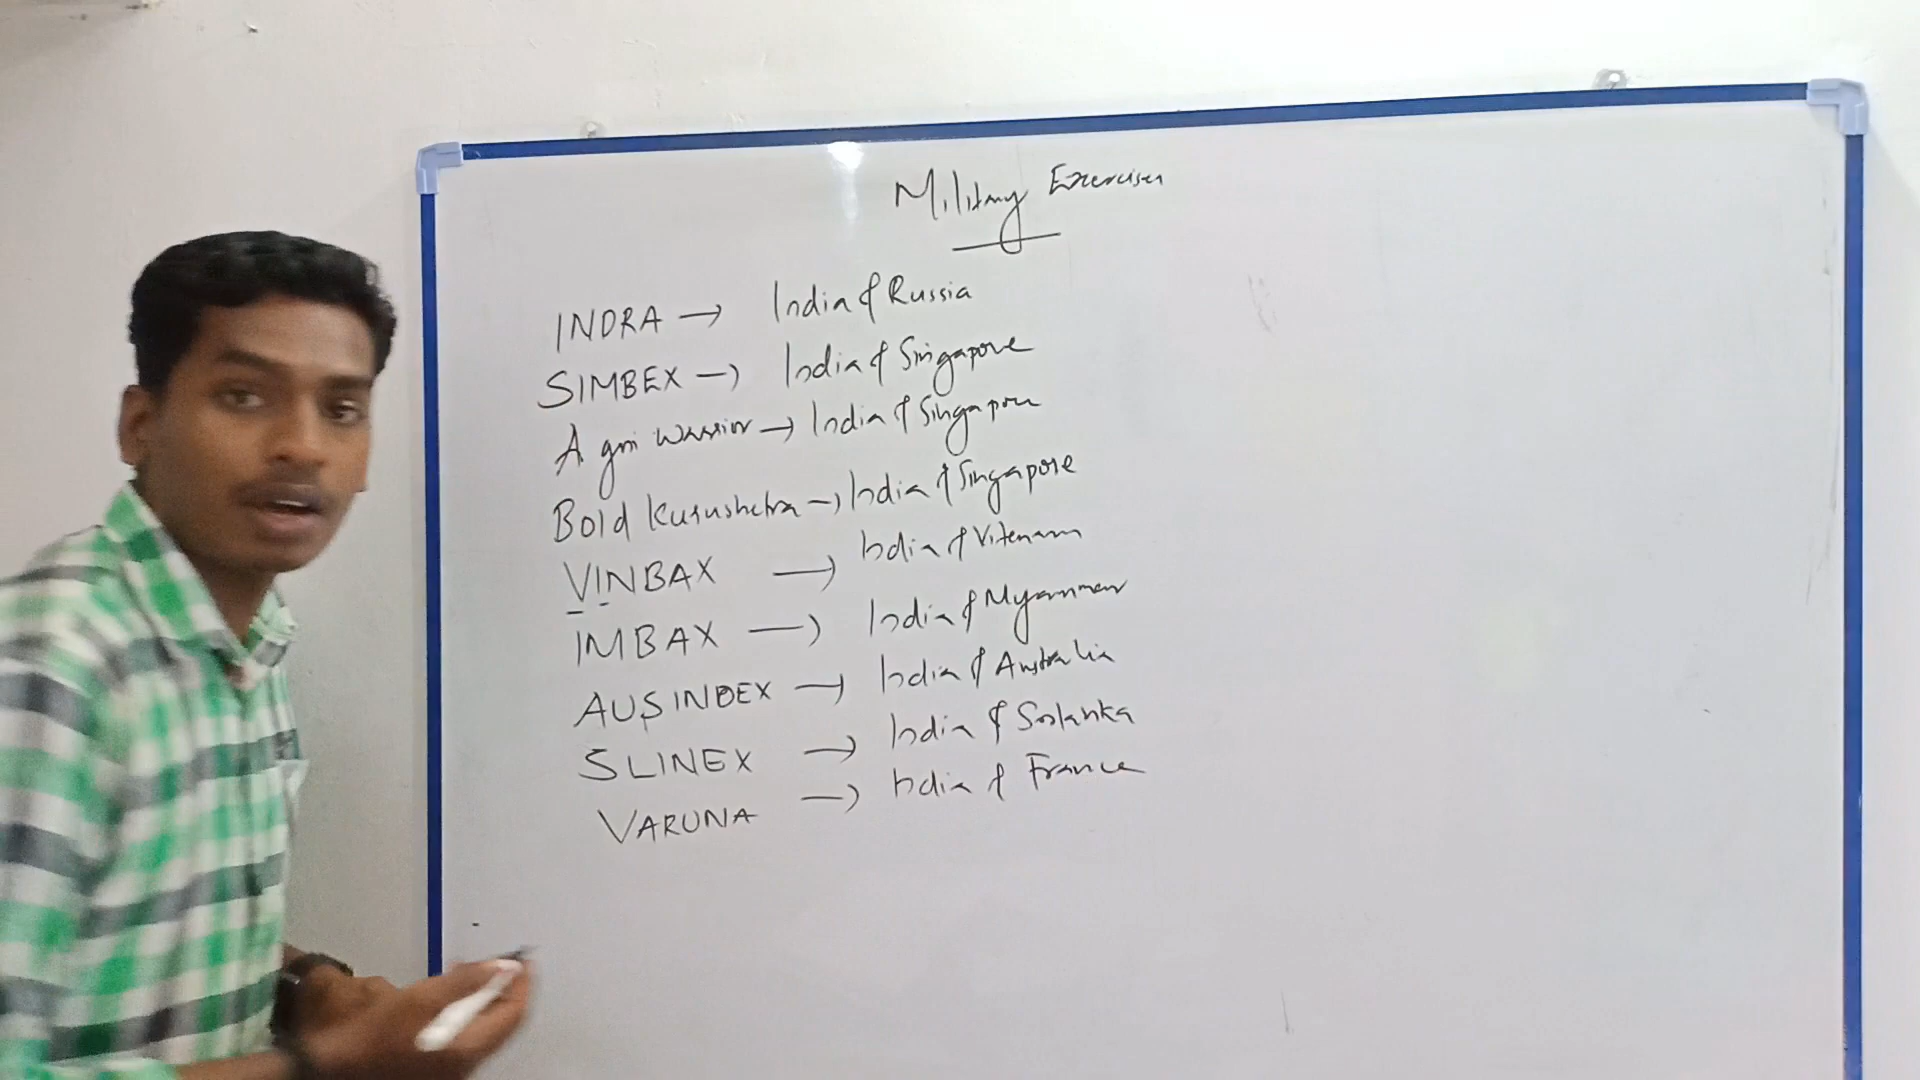 Military Exercises
INDRA → India & Russia
SIMBEX → India & Singapore
Agni Warrior → India & Singapore
Bold Kurushetra → India & Singapore
VINBAX → India & Vitenam
IMBAX → India & Myanmar
AUSINDEX → India & Australia
SLINEX → India & Srilanka
VARUNA → India & France